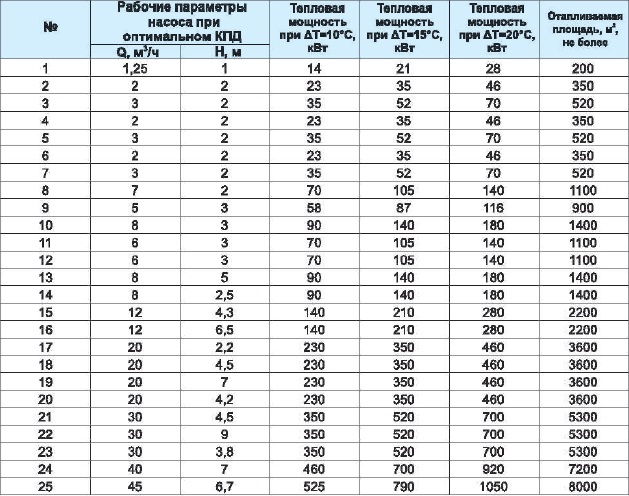 № Рабочие параметры насоса при оптимальном КПД Тепловая мощность при ΔT=10°C, кВт Тепловая мощность при ΔT=15°C, кВт Тепловая мощность при ΔT=20°C, кВт Отапливаемая площадь, м², не более
Q, м³/ч H, м
1 1,25 1 14 21 28 200
2 2 2 23 35 46 350
3 3 2 35 52 70 520
4 2 2 23 35 46 350
5 3 2 35 52 70 520
6 2 2 23 35 46 350
7 3 2 35 52 70 520
8 7 2 70 105 140 1100
9 5 3 58 87 116 900
10 8 3 90 140 180 1400
11 6 3 70 105 140 1100
12 6 3 70 105 140 1100
13 8 5 90 140 180 1400
14 8 2,5 90 140 180 1400
15 12 4,3 140 210 280 2200
16 12 6,5 140 210 280 2200
17 20 2,2 230 350 460 3600
18 20 4,5 230 350 460 3600
19 20 7 230 350 460 3600
20 20 4,2 230 350 460 3600
21 30 4,5 350 520 700 5300
22 30 9 350 520 700 5300
23 30 3,8 350 520 700 5300
24 40 7 460 700 920 7200
25 45 6,7 525 790 1050 8000